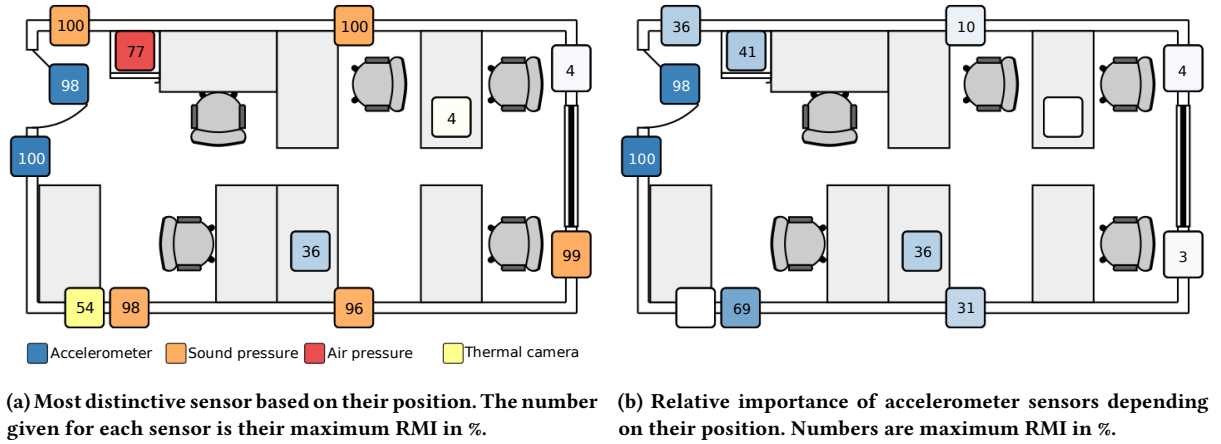 100 100 36 10
77 41
98 4 98 4
4
100 100
36 36
99 3
54 98 96 69 31
Accelerometer Sound pressure Air pressure Thermal camera
(a) Most distinctive sensor based on their position. The number
given for each sensor is their maximum RMI in %.
(b) Relative importance of accelerometer sensors depending
on their position. Numbers are maximum RMI in %.